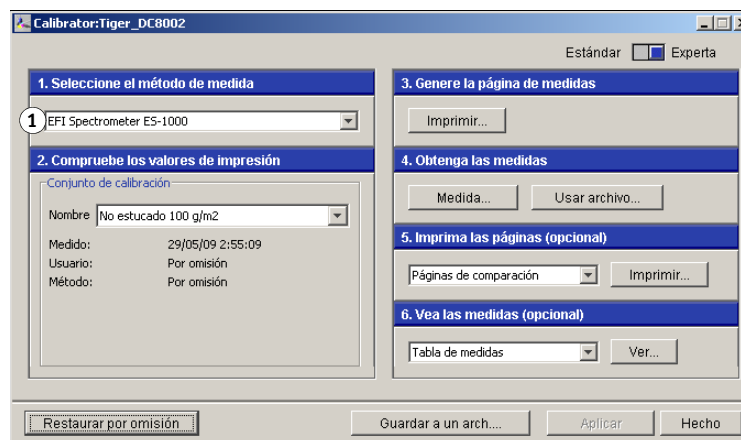 Calibrator:Tiger_DC8002
Estándar Experta
1. Seleccione el método de medida
1 EFI Spectrometer ES-1000
2. Compruebe los valores de impresión
Conjunto de calibración
Nombre No estucado 100 g/m2
Medido: 29/05/09 2:55:09
Usuario: Por omisión
Método: Por omisión
3. Genere la página de medidas
Imprimir...
4. Obtenga las medidas
Medida... Usar archivo...
5. Imprima las páginas (opcional)
Páginas de comparación Imprimir...
6. Vea las medidas (opcional)
Tabla de medidas Ver...
Restaurar por omisión Guardar a un arch.... Aplicar Hecho